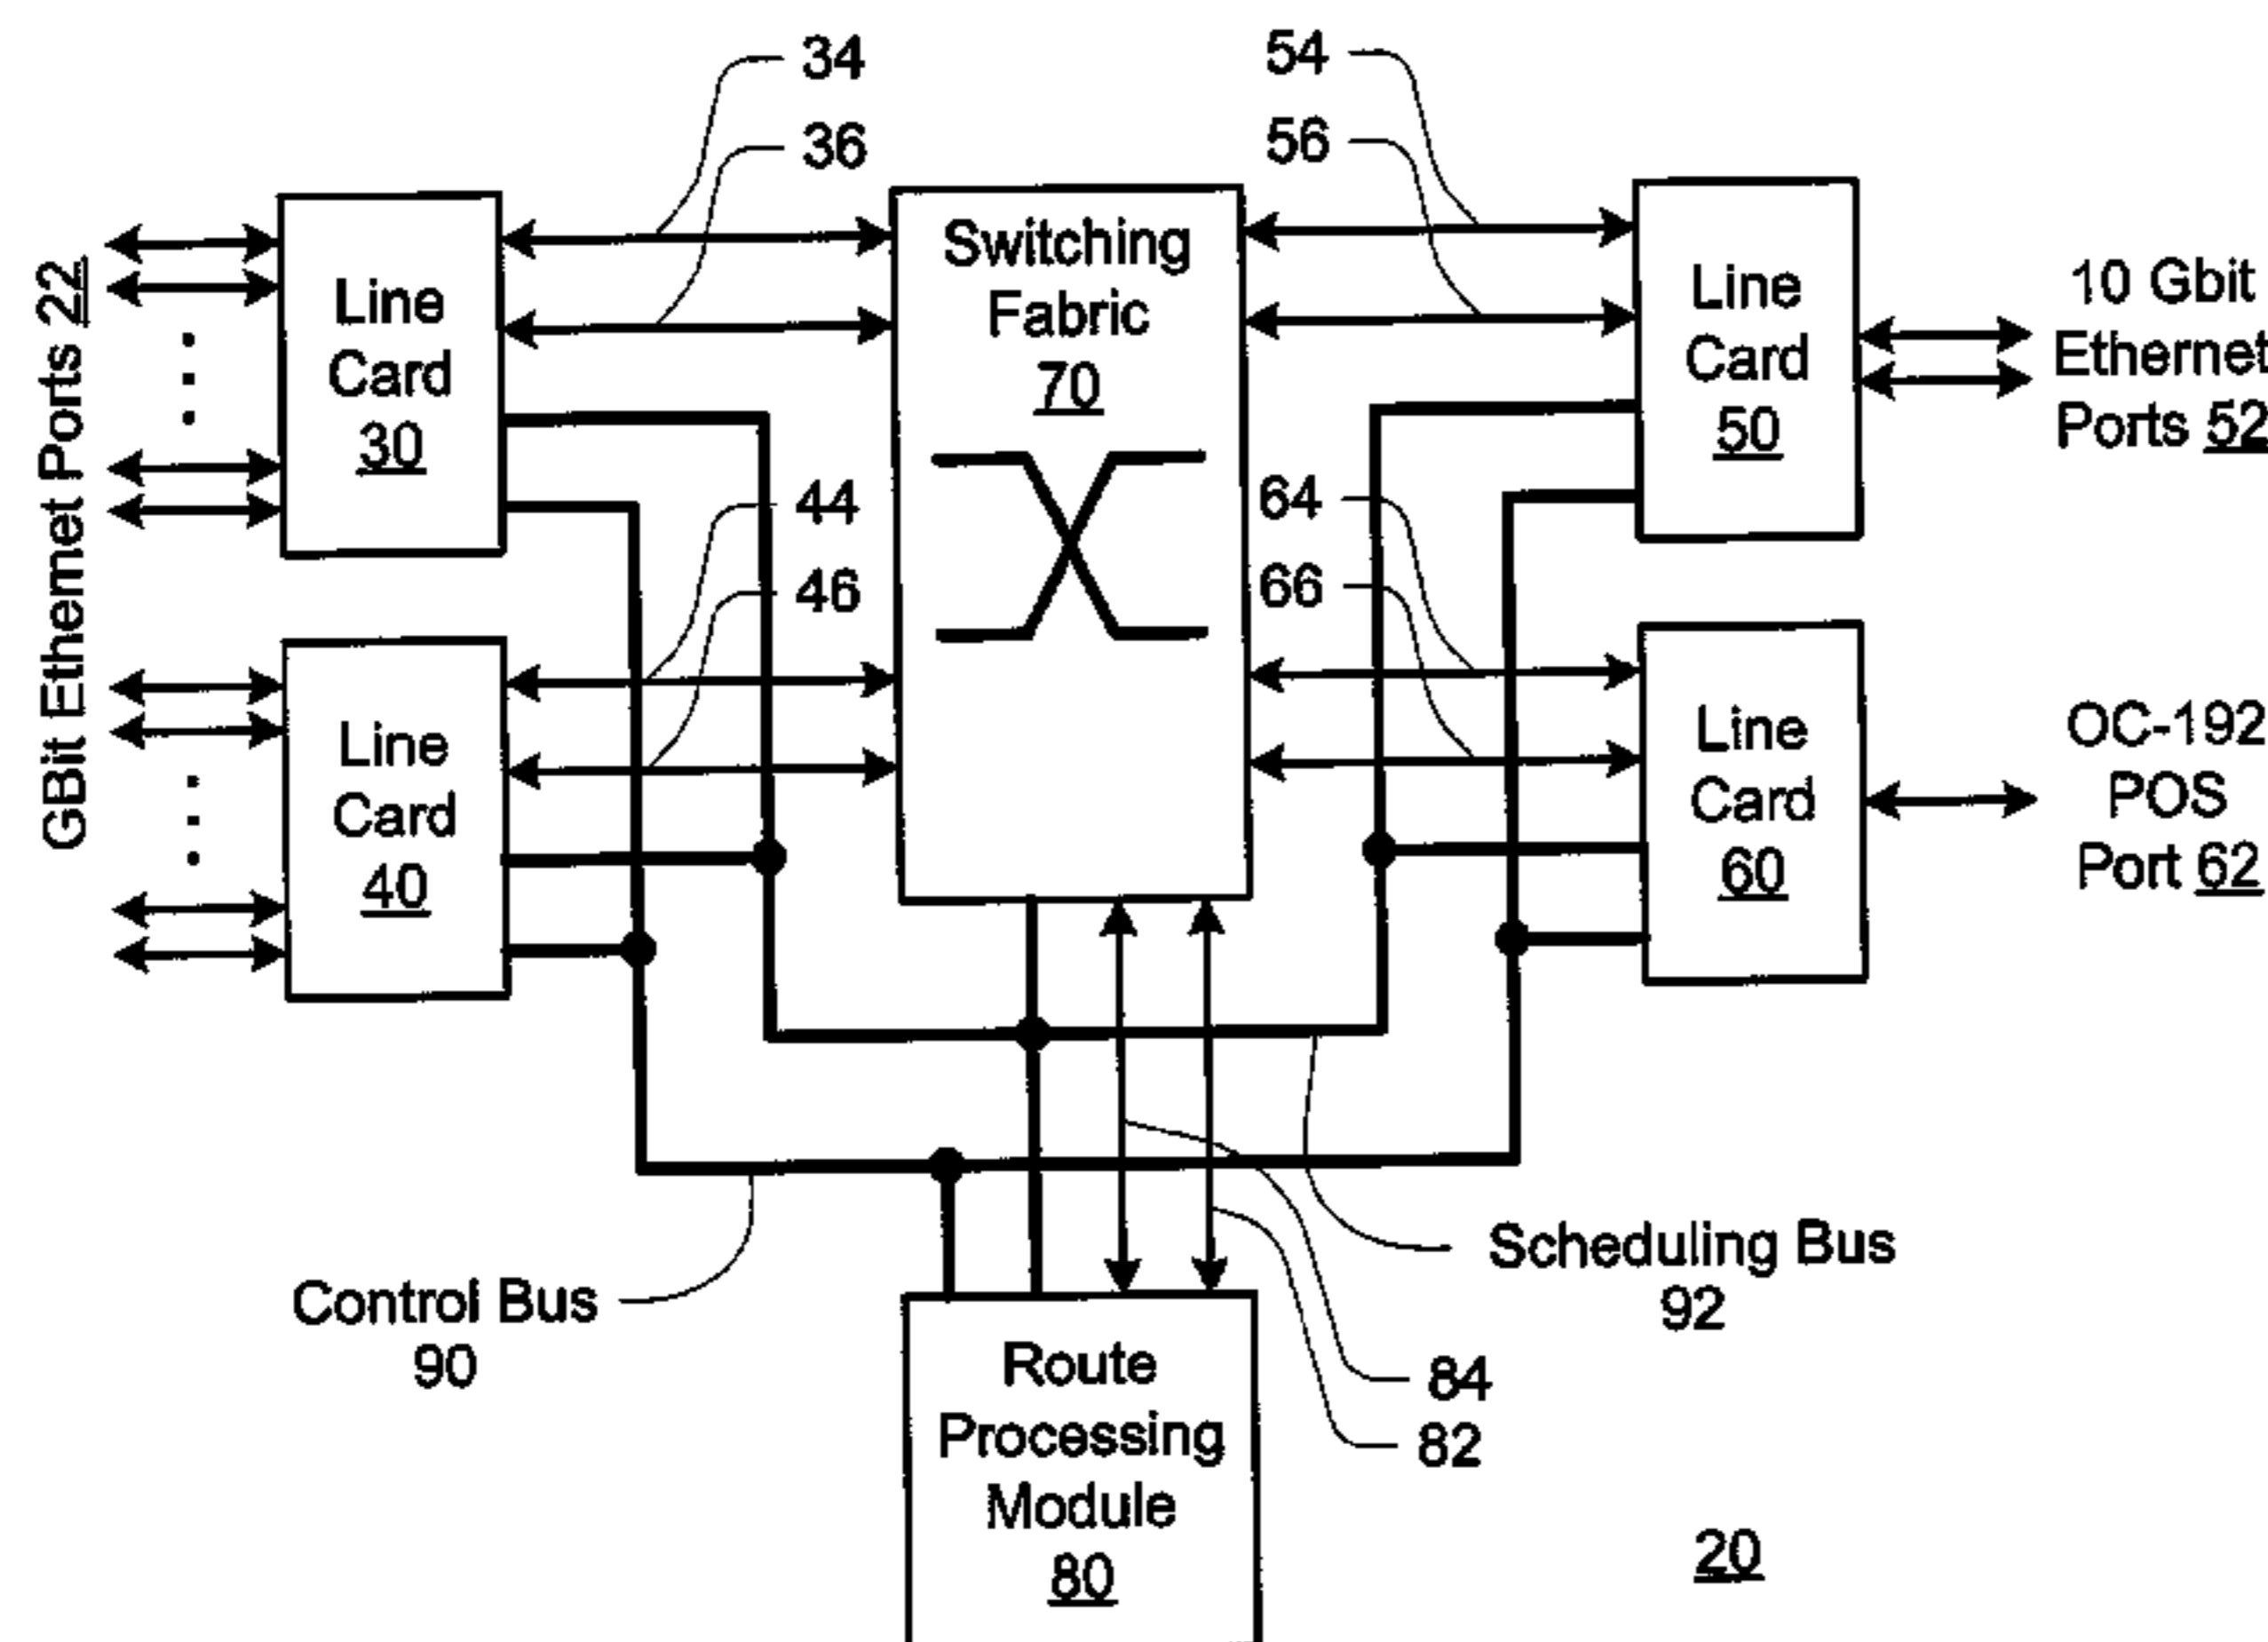 34
36
54
56
GBit Ethernet Ports 22
Line
Card
30
Switching
Fabric
70
Line
Card
50
10 Gbit
Ethernet
Ports 52
44
46
64
66
Line
Card
40
Line
Card
60
OC-192
POS
Port 62
Control Bus
90
Scheduling Bus
92
84
82
Route
Processing
Module
80
20